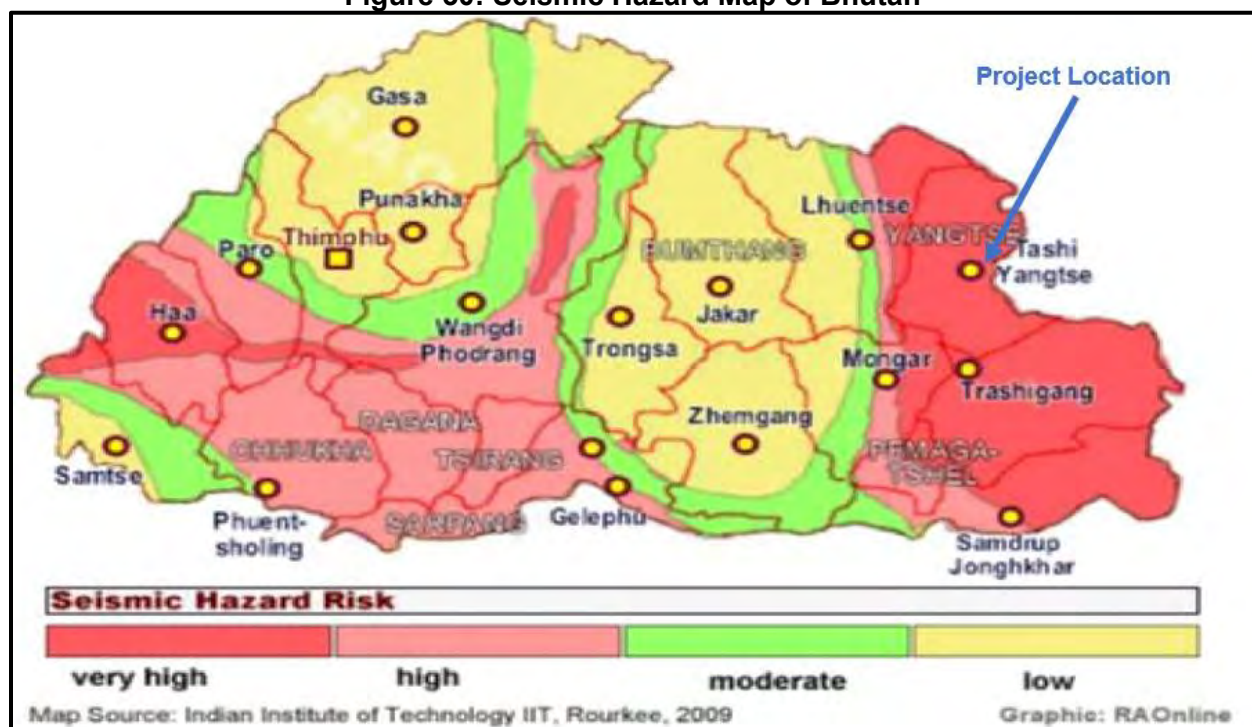 Figure 80: Seismic Hazard Map of Bhutan
Project Location
Gasa
Punakha
Thimphu
Paro
Haa
Wangdi
Phodrang
Lhuentse
YANGTSE
Tashi
Yangtse
BUMTHANG
Jakar
Trongsa
Mongar
Trashigang
Zhemgang
DAGANA
CHHUKHA
TSIRANG
PEMAGA-
TSHEL
Samtse
Phuent-
sholing
SARPANG
Gelephu
Samdrup
Jonghkhar
Seismic Hazard Risk
very high
high
moderate
low
Map Source: Indian Institute of Technology IIT, Rourkee, 2009
Graphic: RAOnline